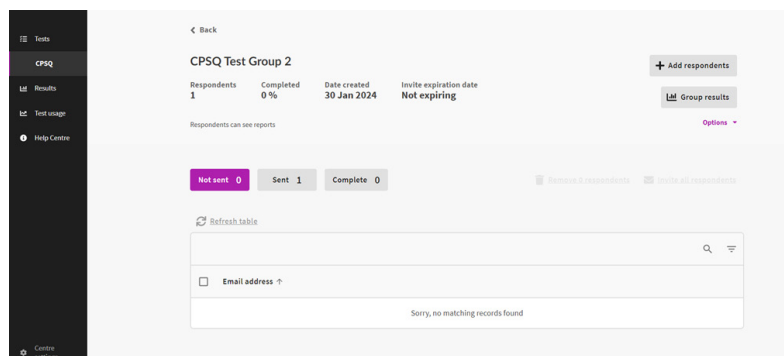 Tests
CPSQ
Results
Test usage
Help Centre
Centre
Back
CPSQ Test Group 2
Add respondents
Respondents Completed Date created Invite expiration date
1 0 % 30 Jan 2024 Not expiring
Group results
Respondents can see reports
Options
Not sent 0 Sent 1 Complete 0
Remove 0 respondents Invite all respondents
Refresh table
Email address ↑
Sorry, no matching records found